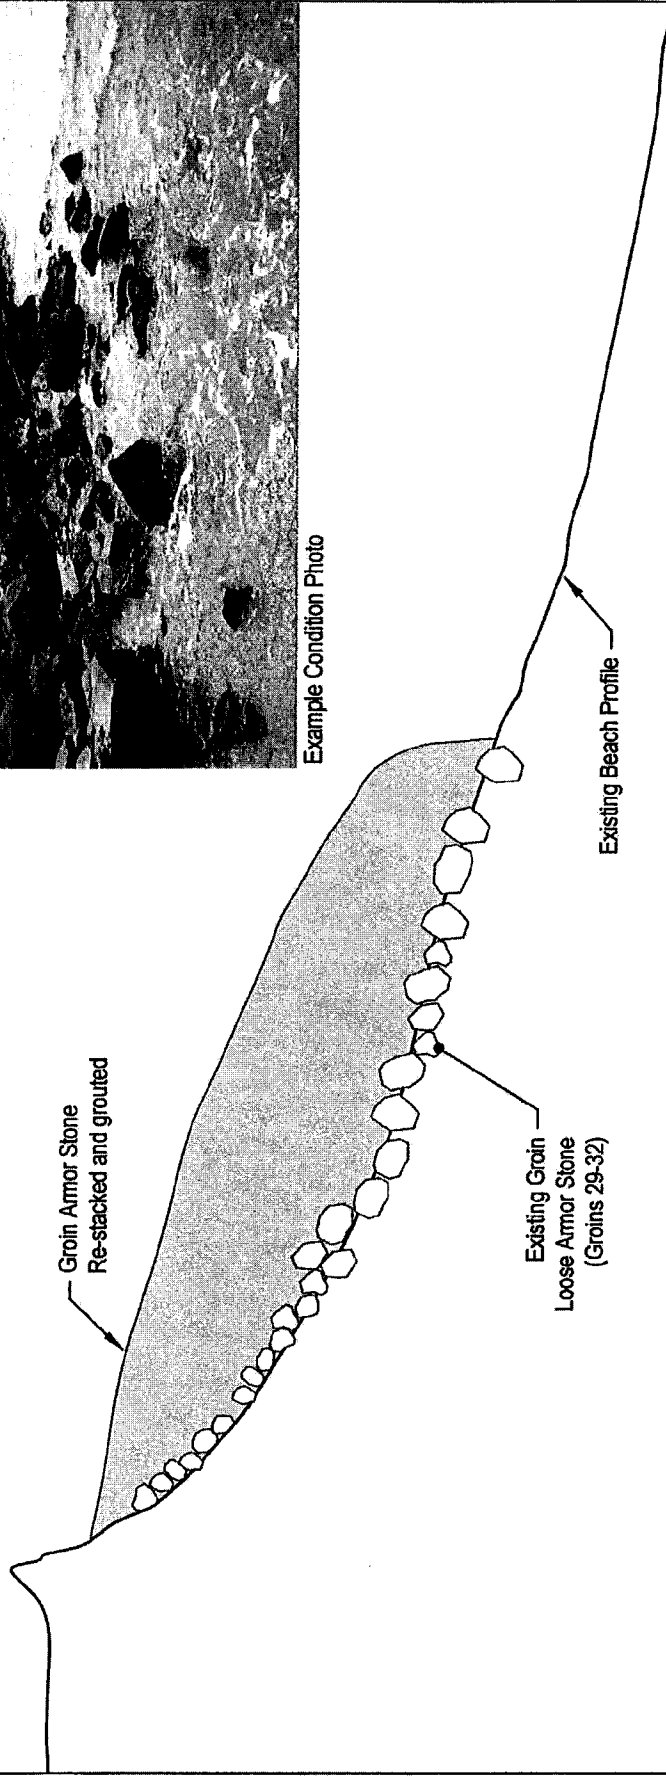 Example Condition Photo
Groin Armor Stone
Re-stacked and grouted
Existing Groin
Loose Armor Stone
(Groins 29-32)
Existing Beach Profile